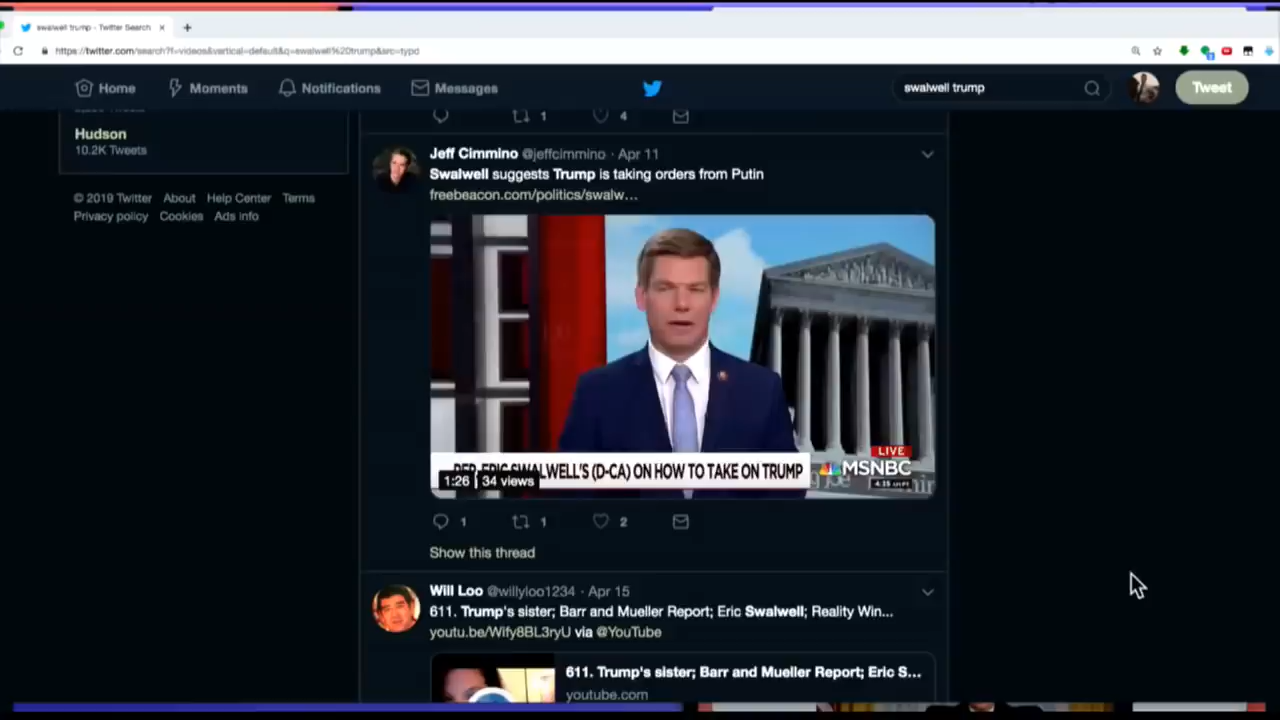 swalwell trump - Twitter Search
https://twitter.com/search?f=videos&vertical=default&q=swalwell%20trump&src=typd
Home
Moments
Notifications
Messages
swalwell trump
Tweet
Hudson
10.2K Tweets
© 2019 Twitter About Help Center Terms
Privacy policy Cookies Ads info
1
4
Jeff Cimmino @jeffcimmino · Apr 11
Swalwell suggests Trump is taking orders from Putin
freebeacon.com/politics/swalw…
REP. ERIC SWALWELL'S (D-CA) ON HOW TO TAKE ON TRUMP
1:26 | 34 views
LIVE
MSNBC
1
1
2
Show this thread
Will Loo @willyloo1234 · Apr 15
611. Trump's sister; Barr and Mueller Report; Eric Swalwell; Reality Win...
youtu.be/Wify8BL3ryU via @YouTube
611. Trump's sister; Barr and Mueller Report; Eric S...
youtube.com